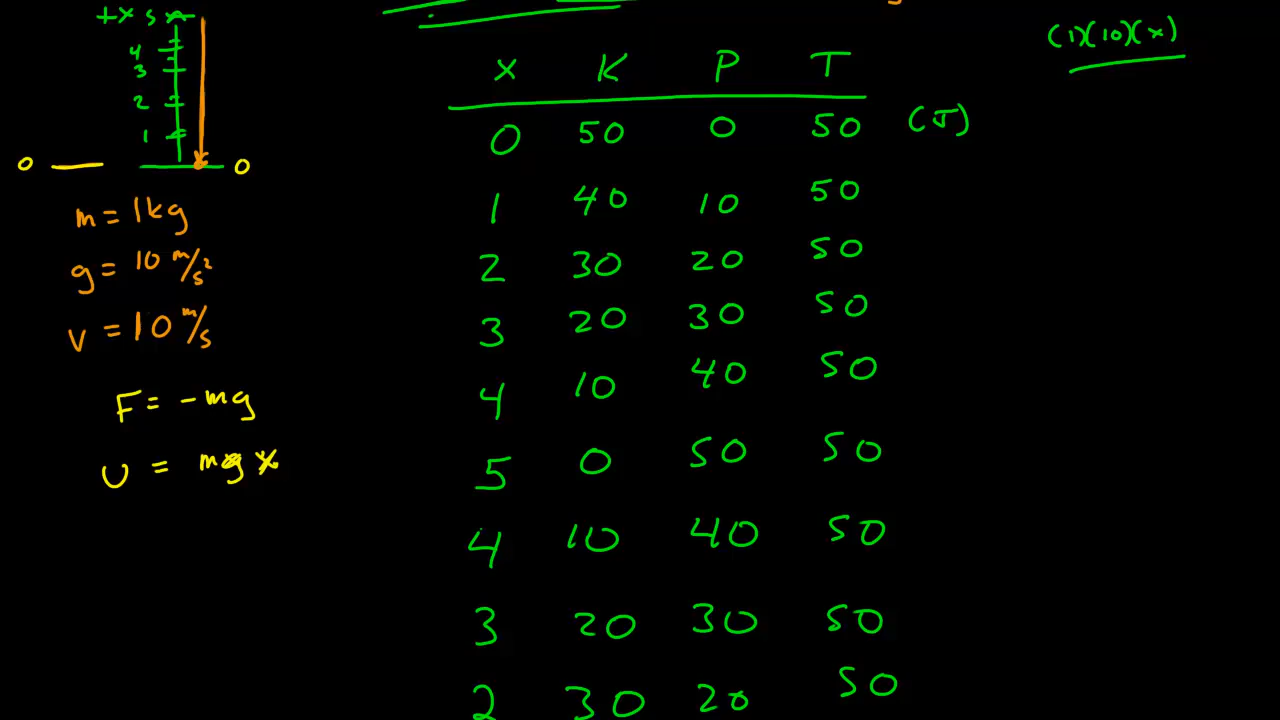 +x 5
4
3
2
1
0 0
m = 1kg
g = 10 m/s²
v = 10 m/s
F = -mg
U = mgx
(1)(10)(x)
x K P T
0 50 0 50 (J)
1 40 10 50
2 30 20 50
3 20 30 50
4 10 40 50
5 0 50 50
4 10 40 50
3 20 30 50
2 30 20 50